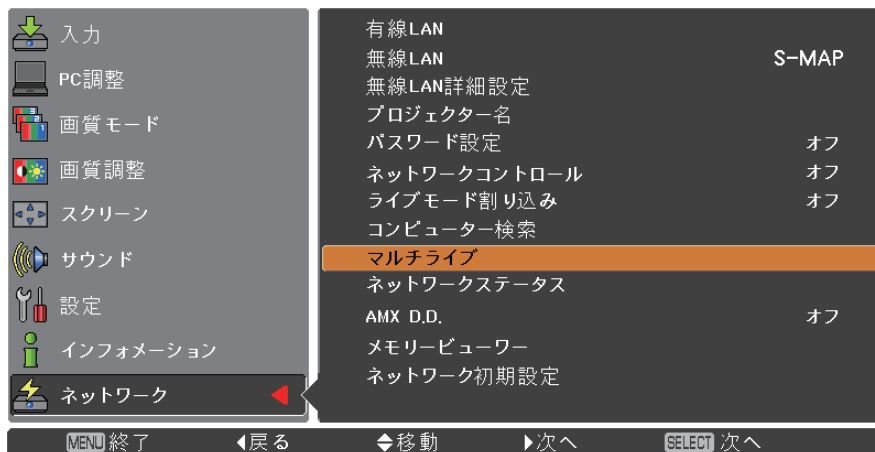 入力
PC調整
画質モード
画質調整
スクリーン
サウンド
設定
インフォメーション
ネットワーク
有線LAN
無線LAN S-MAP
無線LAN詳細設定
プロジェクター名
パスワード設定 オフ
ネットワークコントロール オフ
ライブモード割り込み オフ
コンピューター検索
マルチライブ
ネットワークステータス
AMX D.D. オフ
メモリービューワー
ネットワーク初期設定
MENU 終了 戻る 移動 次へ SELECT 次へ